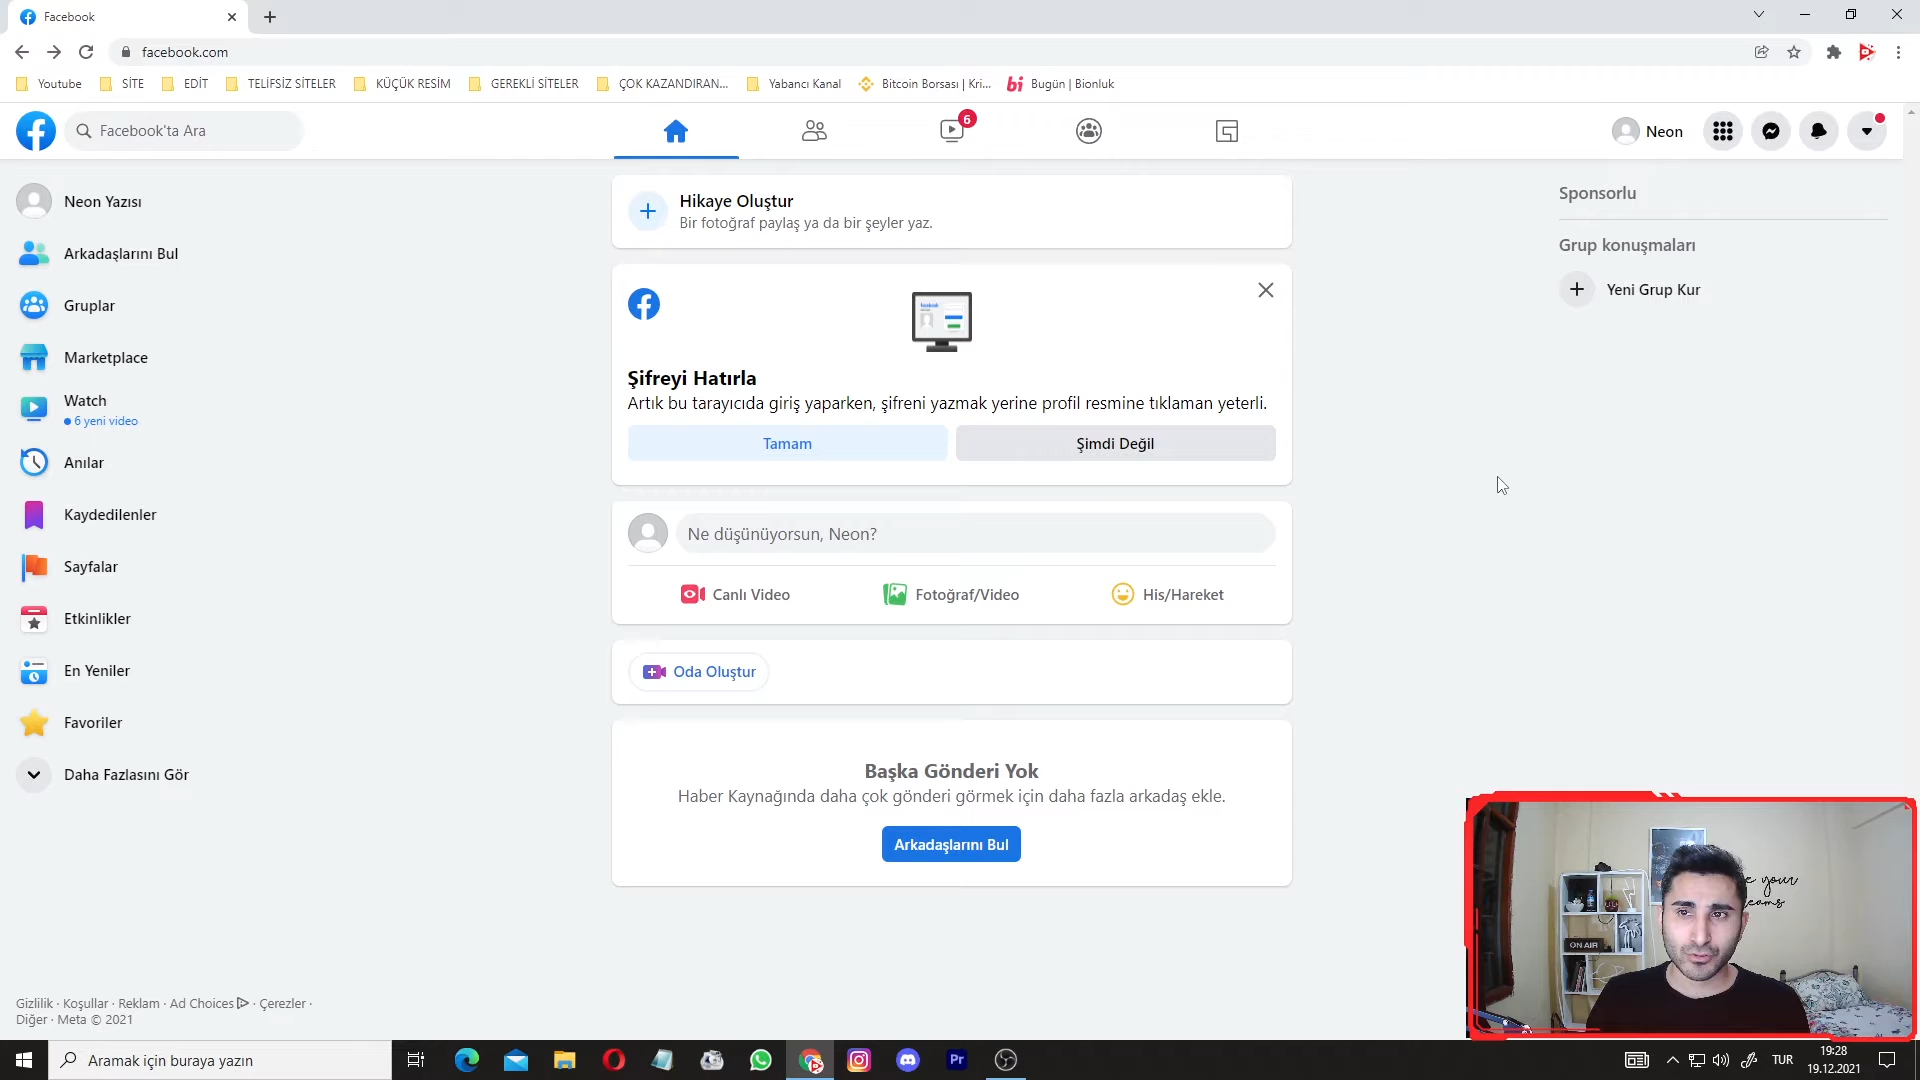 Facebook
facebook.com
Youtube SİTE EDİT TELİFSİZ SİTELER KÜÇÜK RESİM GEREKLİ SİTELER ÇOK KAZANDIRAN... Yabancı Kanal Bitcoin Borsası | Kri... bi Bugün | Bionluk
Facebook'ta Ara
6
Neon
Neon Yazısı
Arkadaşlarını Bul
Gruplar
Marketplace
Watch
6 yeni video
Anılar
Kaydedilenler
Sayfalar
Etkinlikler
En Yeniler
Favoriler
Daha Fazlasını Gör
Gizlilik · Koşullar · Reklam · Ad Choices · Çerezler ·
Diğer · Meta © 2021
Hikaye Oluştur
Bir fotoğraf paylaş ya da bir şeyler yaz.
Şifreyi Hatırla
Artık bu tarayıcıda giriş yaparken, şifreni yazmak yerine profil resmine tıklaman yeterli.
Tamam Şimdi Değil
Ne düşünüyorsun, Neon?
Canlı Video Fotoğraf/Video His/Hareket
Oda Oluştur
Başka Gönderi Yok
Haber Kaynağında daha çok gönderi görmek için daha fazla arkadaş ekle.
Arkadaşlarını Bul
Sponsorlu
Grup konuşmaları
Yeni Grup Kur
your
ON AIR
Aramak için buraya yazın
Pr
TUR
19:28
19.12.2021